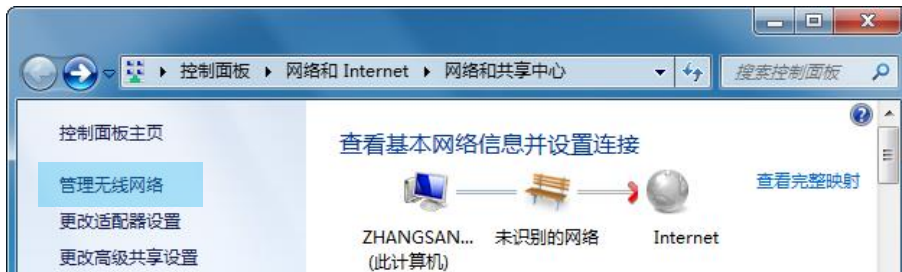 控制面板 ▸ 网络和 Internet ▸ 网络和共享中心
搜索控制面板
控制面板主页
管理无线网络
更改适配器设置
更改高级共享设置
查看基本网络信息并设置连接
查看完整映射
ZHANGSAN...
(此计算机)
未识别的网络
Internet